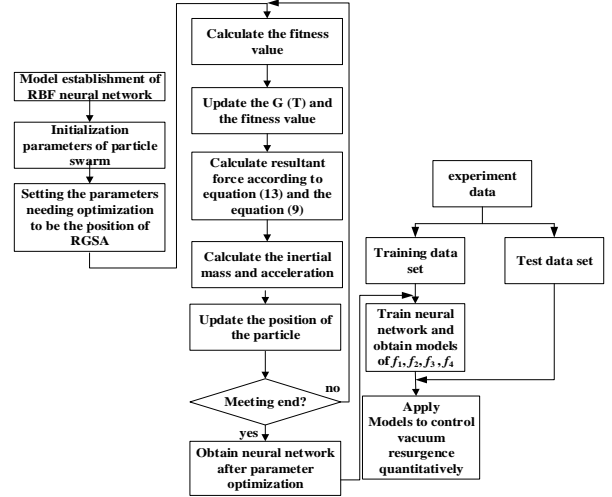 Model establishment of
RBF neural network
Initialization
parameters of particle
swarm
Setting the parameters
needing optimization
to be the position of
RGSA
Calculate the fitness
value
Update the G (T) and
the fitness value
Calculate resultant
force according to
equation (13) and the
equation (9)
Calculate the inertial
mass and acceleration
Update the position of
the particle
Meeting end?
no
yes
Obtain neural network
after parameter
optimization
experiment
data
Training data
set
Test data set
Train neural
network and
obtain models
of f₁, f₂, f₃, f₄
Apply
Models to control
vacuum
resurgence
quantitatively